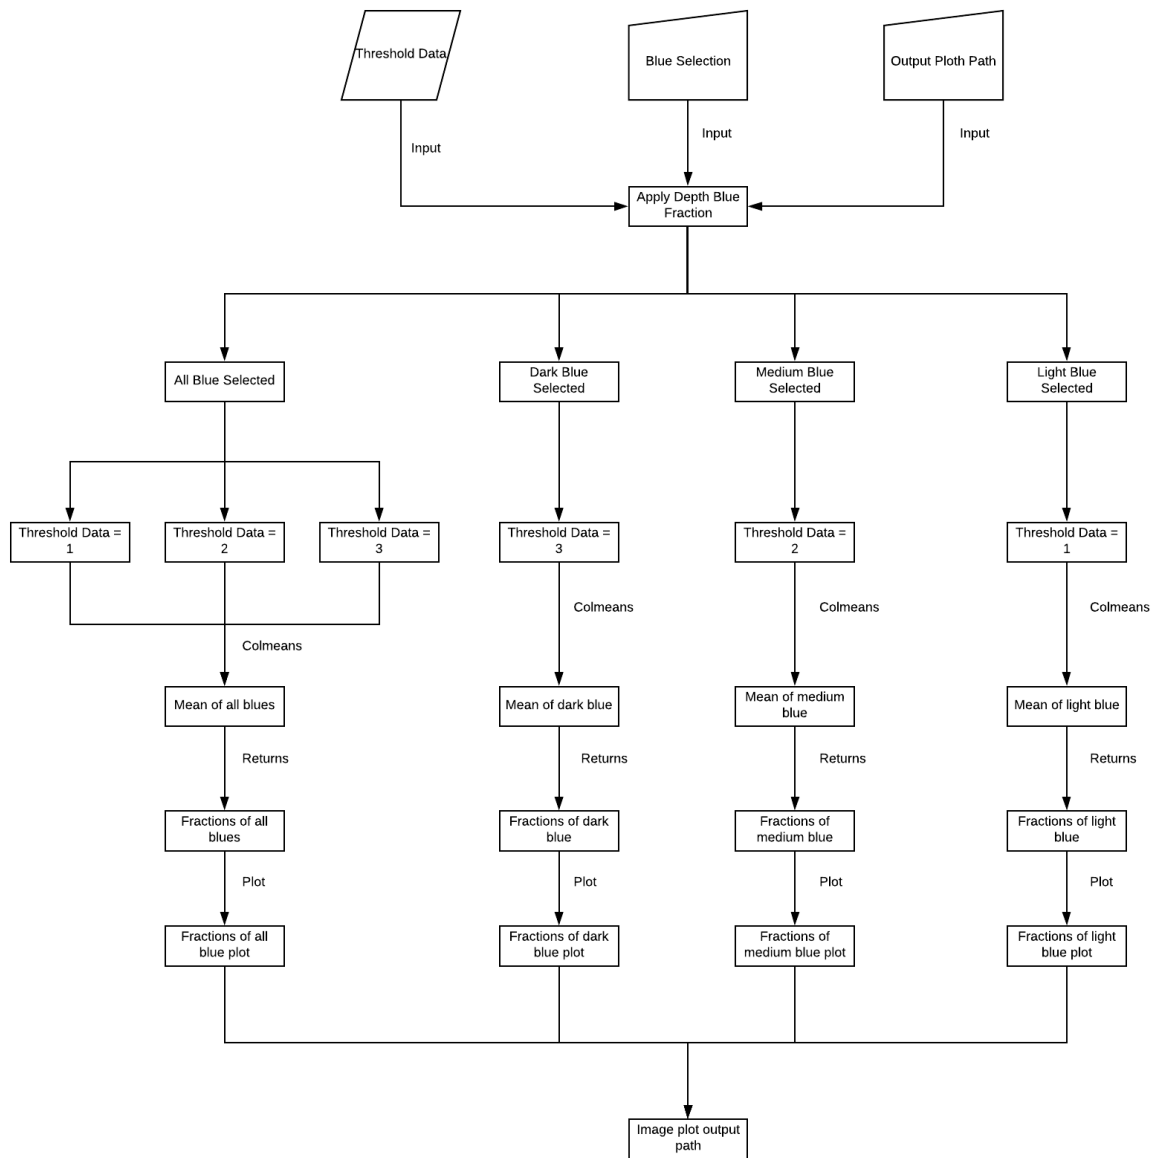 Threshold Data
Blue Selection
Output Ploth Path
Input
Input
Input
Apply Depth Blue
Fraction
All Blue Selected
Dark Blue
Selected
Medium Blue
Selected
Light Blue
Selected
Threshold Data =
1
Threshold Data =
2
Threshold Data =
3
Threshold Data =
3
Threshold Data =
2
Threshold Data =
1
Colmeans
Colmeans
Colmeans
Colmeans
Mean of all blues
Mean of dark blue
Mean of medium
blue
Mean of light blue
Returns
Returns
Returns
Returns
Fractions of all
blues
Fractions of dark
blue
Fractions of
medium blue
Fractions of light
blue
Plot
Plot
Plot
Plot
Fractions of all
blue plot
Fractions of dark
blue plot
Fractions of
medium blue plot
Fractions of light
blue plot
Image plot output
path